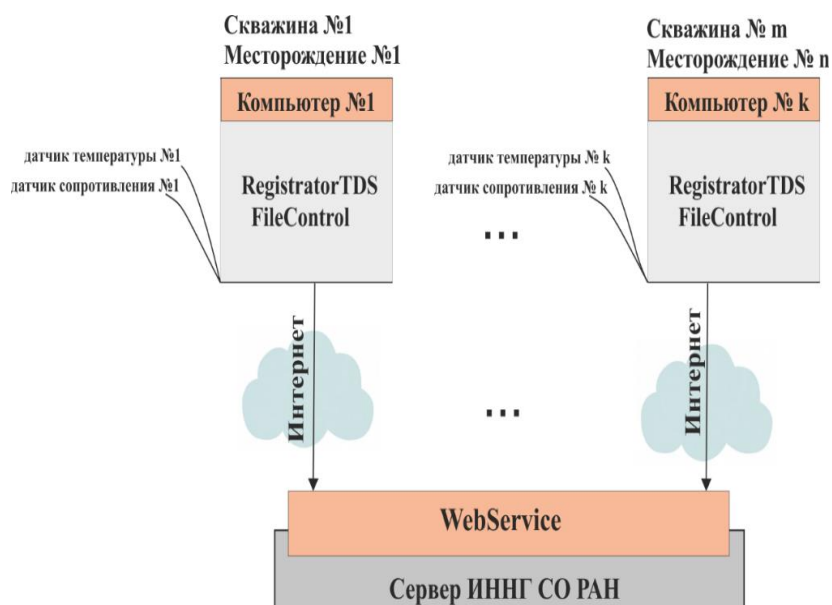 Скважина №1
Месторождение №1
Компьютер №1
датчик температуры №1
датчик сопротивления №1
RegistratorTDS
FileControl
Интернет
...
...
Скважина № m
Месторождение № n
Компьютер № k
датчик температуры № k
датчик сопротивления № k
RegistratorTDS
FileControl
Интернет
WebService
Сервер ИННГ СО РАН